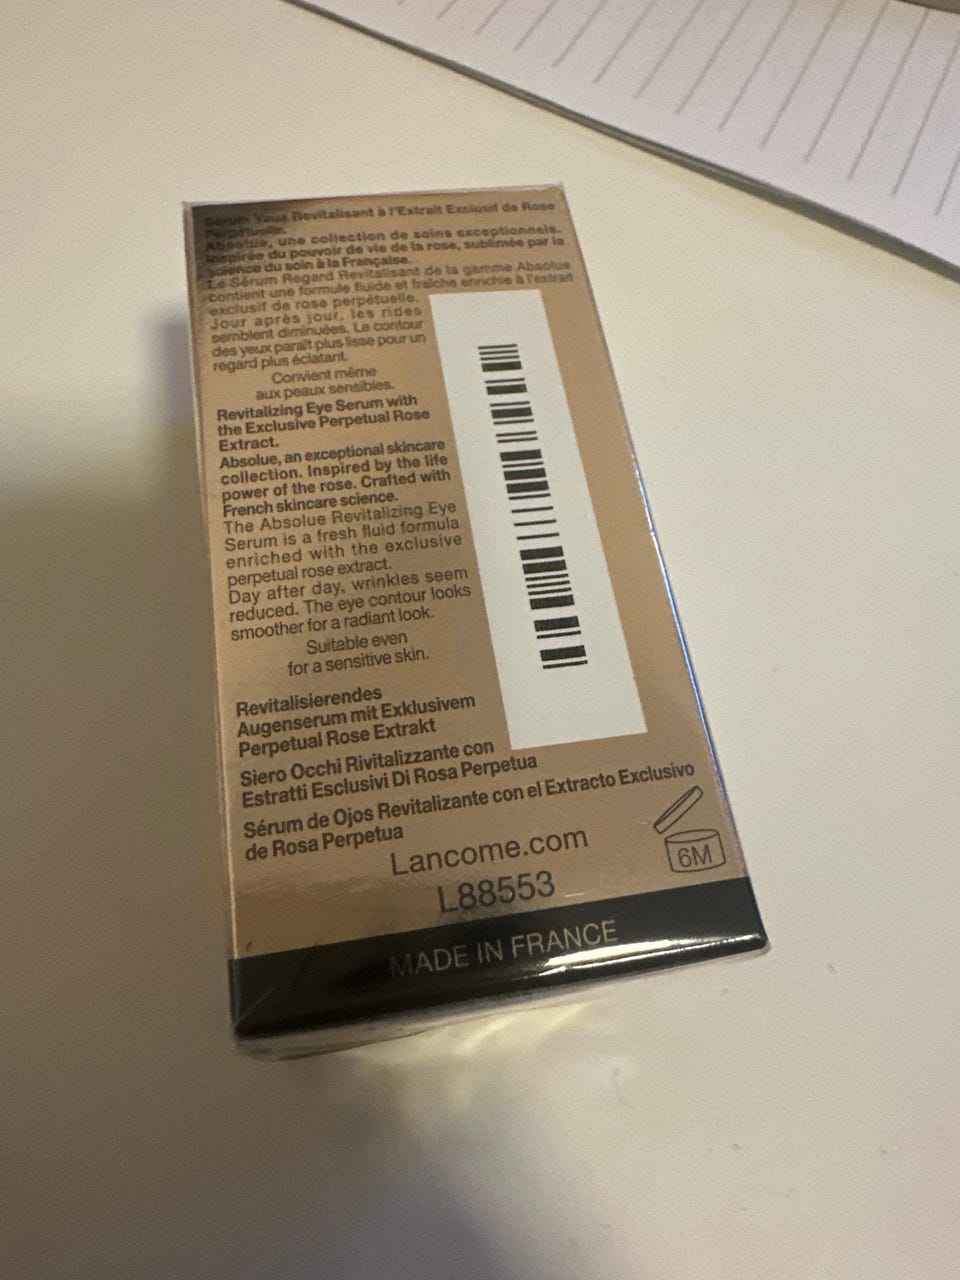 Sérum Yeux Revitalisant à l'Extrait Exclusif de Rose
Perpétuelle.
Absolue, une collection de soins exceptionnels.
Inspirée du pouvoir de vie de la rose, sublimée par la
science du soin à la Française.
Le Sérum Regard Revitalisant de la gamme Absolue
contient une formule fluide et fraîche enrichie à l'extrait
exclusif de rose perpétuelle.
Jour après jour, les rides
semblent diminuées. Le contour
des yeux paraît plus lisse pour un
regard plus éclatant.
Convient même
aux peaux sensibles.
Revitalizing Eye Serum with
the Exclusive Perpetual Rose
Extract.
Absolue, an exceptional skincare
collection. Inspired by the life
power of the rose. Crafted with
French skincare science.
The Absolue Revitalizing Eye
Serum is a fresh fluid formula
enriched with the exclusive
perpetual rose extract.
Day after day, wrinkles seem
reduced. The eye contour looks
smoother for a radiant look.
Suitable even
for a sensitive skin.
Revitalisierendes
Augenserum mit Exklusivem
Perpetual Rose Extrakt
Siero Occhi Rivitalizzante con
Estratti Esclusivi Di Rosa Perpetua
Sérum de Ojos Revitalizante con el Extracto Exclusivo
de Rosa Perpetua
Lancome.com
6M
L88553
MADE IN FRANCE